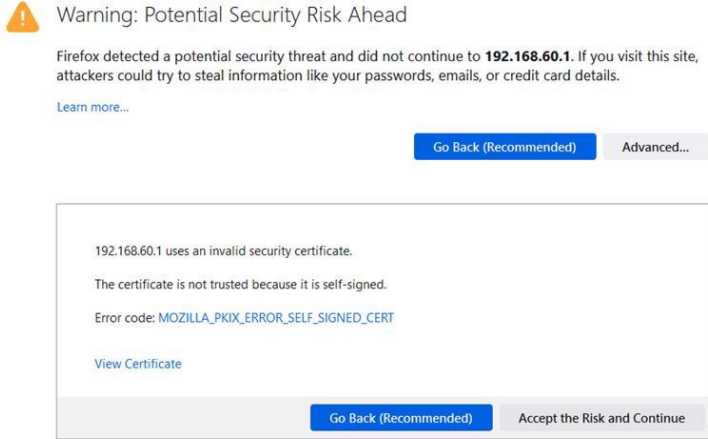 Warning: Potential Security Risk Ahead
Firefox detected a potential security threat and did not continue to 192.168.60.1. If you visit this site,
attackers could try to steal information like your passwords, emails, or credit card details.
Learn more...
Go Back (Recommended)
Advanced...
192.168.60.1 uses an invalid security certificate.
The certificate is not trusted because it is self-signed.
Error code: MOZILLA_PKIX_ERROR_SELF_SIGNED_CERT
View Certificate
Go Back (Recommended)
Accept the Risk and Continue